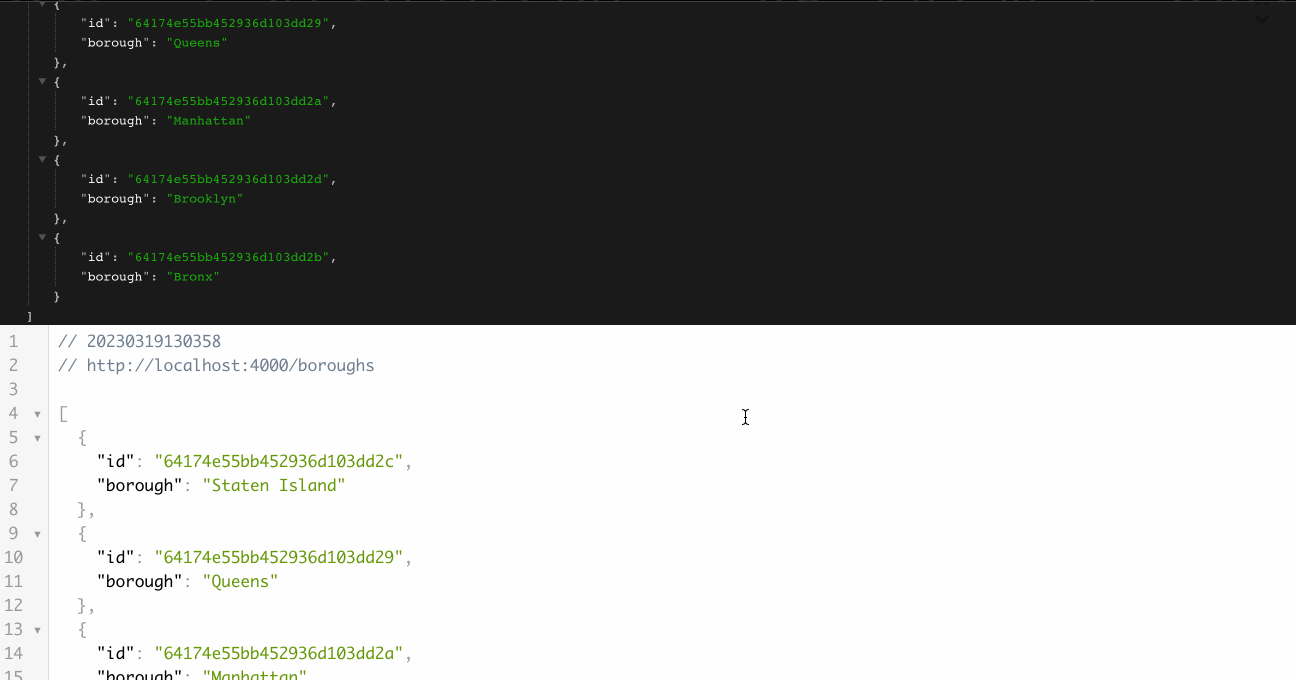 {
"id": "64174e55bb452936d103dd29",
"borough": "Queens"
},
{
"id": "64174e55bb452936d103dd2a",
"borough": "Manhattan"
},
{
"id": "64174e55bb452936d103dd2d",
"borough": "Brooklyn"
},
{
"id": "64174e55bb452936d103dd2b",
"borough": "Bronx"
}
]
1 // 20230319130358
2 // http://localhost:4000/boroughs
3
4 [
5 {
6 "id": "64174e55bb452936d103dd2c",
7 "borough": "Staten Island"
8 },
9 {
10 "id": "64174e55bb452936d103dd29",
11 "borough": "Queens"
12 },
13 {
14 "id": "64174e55bb452936d103dd2a",
15 "borough": "Manhattan"